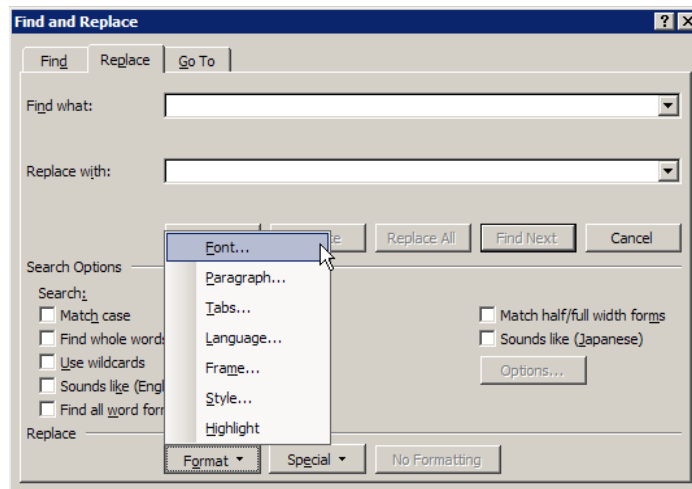 Find and Replace
Find Replace Go To
Find what:
Replace with:
Replace All Find Next Cancel
Font...
Search Options
Paragraph...
Search:
Match case Tabs... Match half/full width forms
Find whole words Language... Sounds like (Japanese)
Use wildcards Frame... Options...
Sounds like (Engl Style...
Find all word for Highlight
Replace
Format Special No Formatting